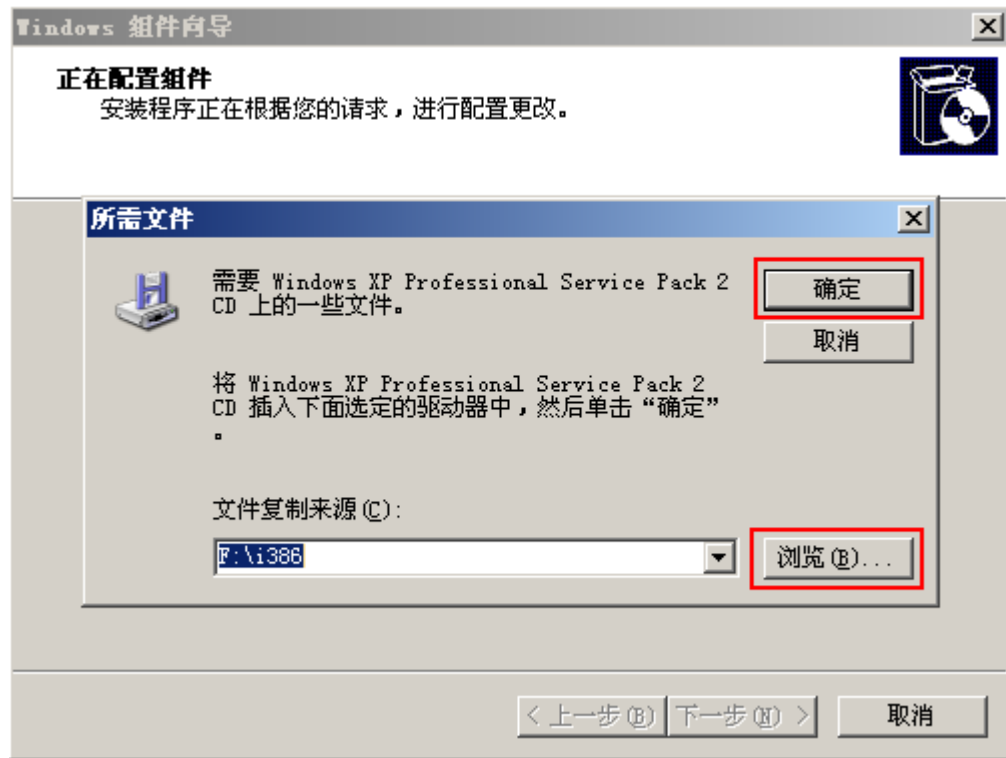 Windows 组件向导
正在配置组件
安装程序正在根据您的请求，进行配置更改。
所需文件
需要 Windows XP Professional Service Pack 2
CD 上的一些文件。
确定
取消
将 Windows XP Professional Service Pack 2
CD 插入下面选定的驱动器中，然后单击“确定”
。
文件复制来源(C):
F:\i386
浏览(B)...
< 上一步(B)
下一步(N) >
取消